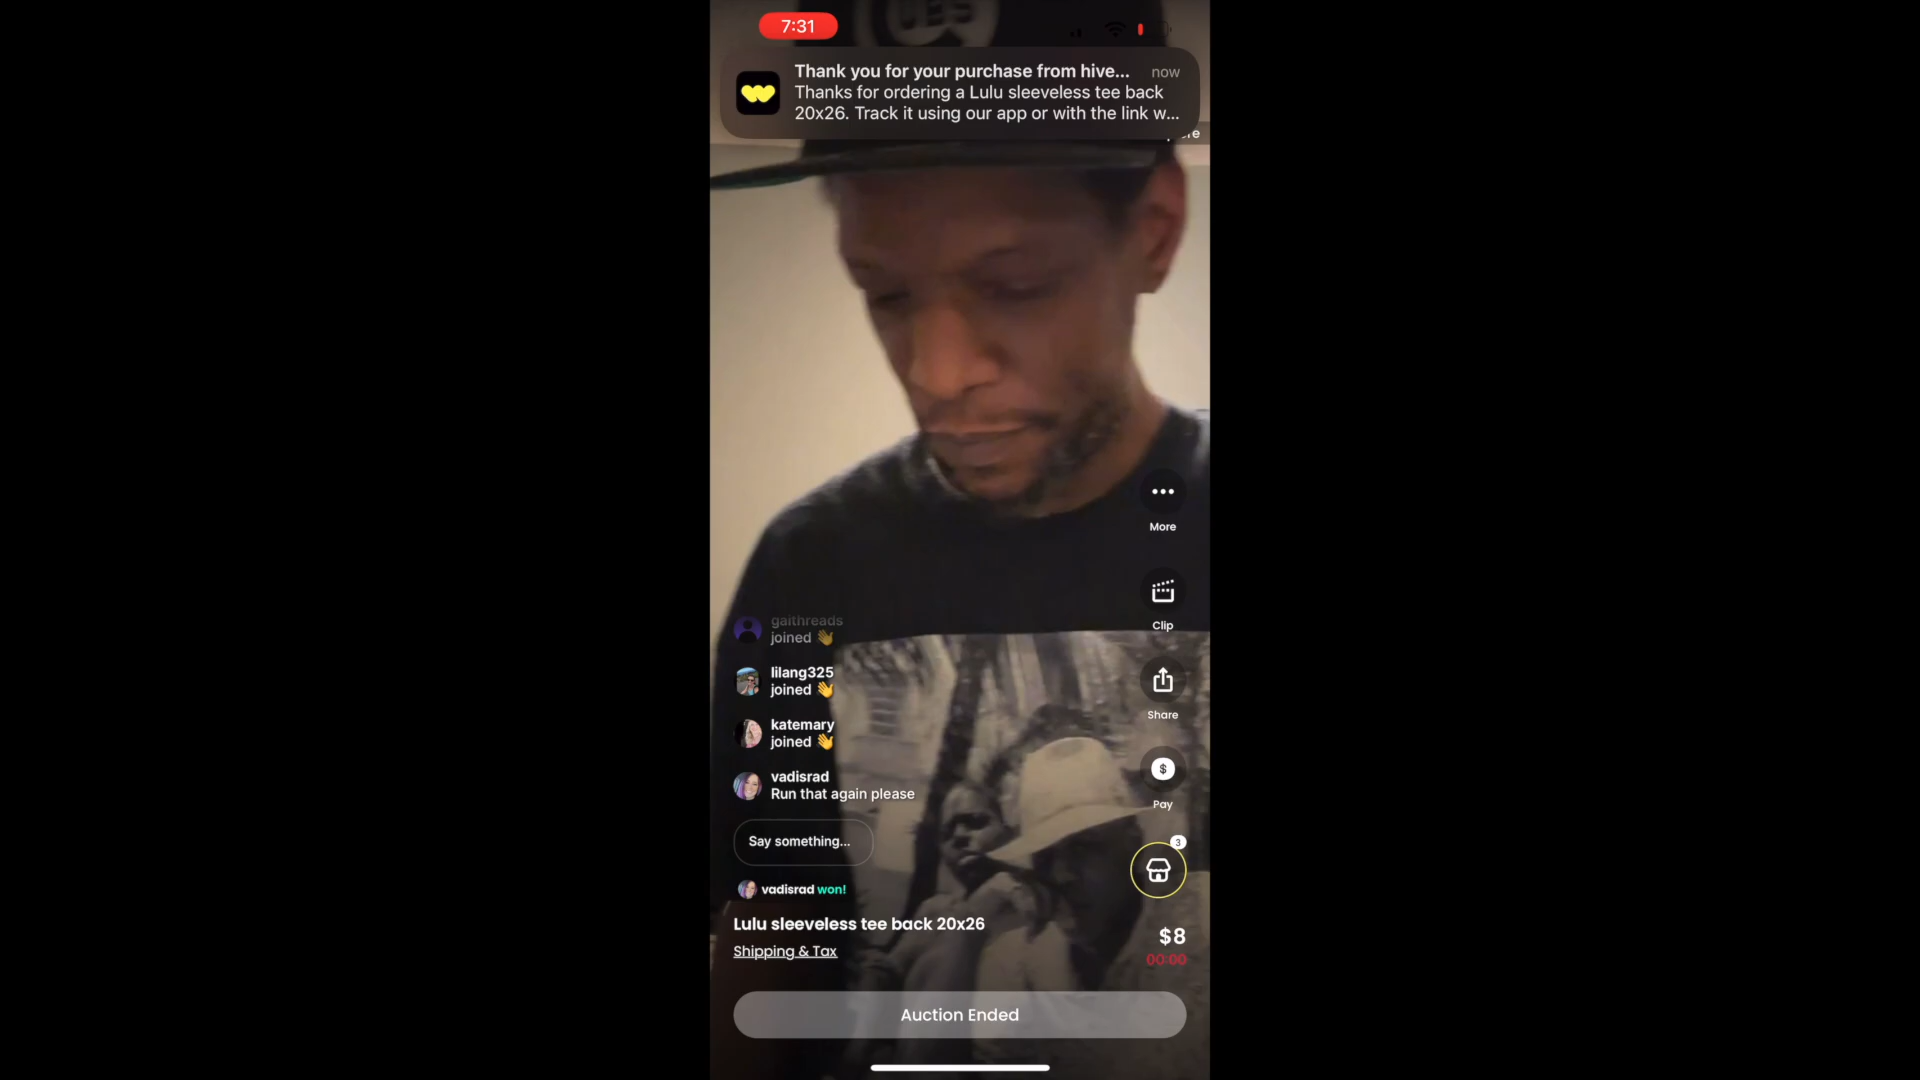 7:31
Thank you for your purchase from hive...
now
Thanks for ordering a Lulu sleeveless tee back
20x26. Track it using our app or with the link w...
More
Clip
gaithreads
joined 👋
lilang325
joined 👋
Share
katemary
joined 👋
vadisrad
Run that again please
$
Pay
Say something...
3
vadisrad won!
Lulu sleeveless tee back 20x26
$8
Shipping & Tax
00:00
Auction Ended